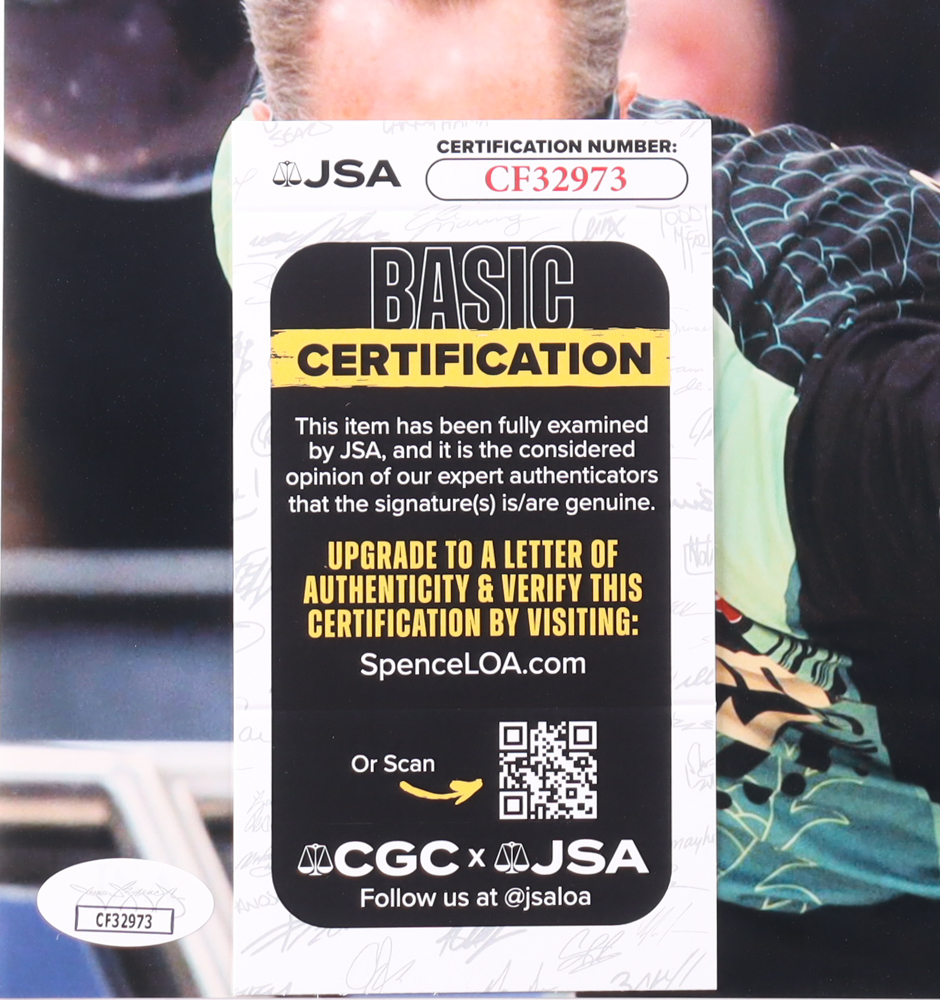 CERTIFICATION NUMBER:
JSA
CF32973
BASIC
CERTIFICATION
This item has been fully examined
by JSA, and it is the considered
opinion of our expert authenticators
that the signature(s) is/are genuine.
UPGRADE TO A LETTER OF
AUTHENTICITY & VERIFY THIS
CERTIFICATION BY VISITING:
SpenceLOA.com
Or Scan
CGC x JSA
Follow us at @jsaloa
CF32973